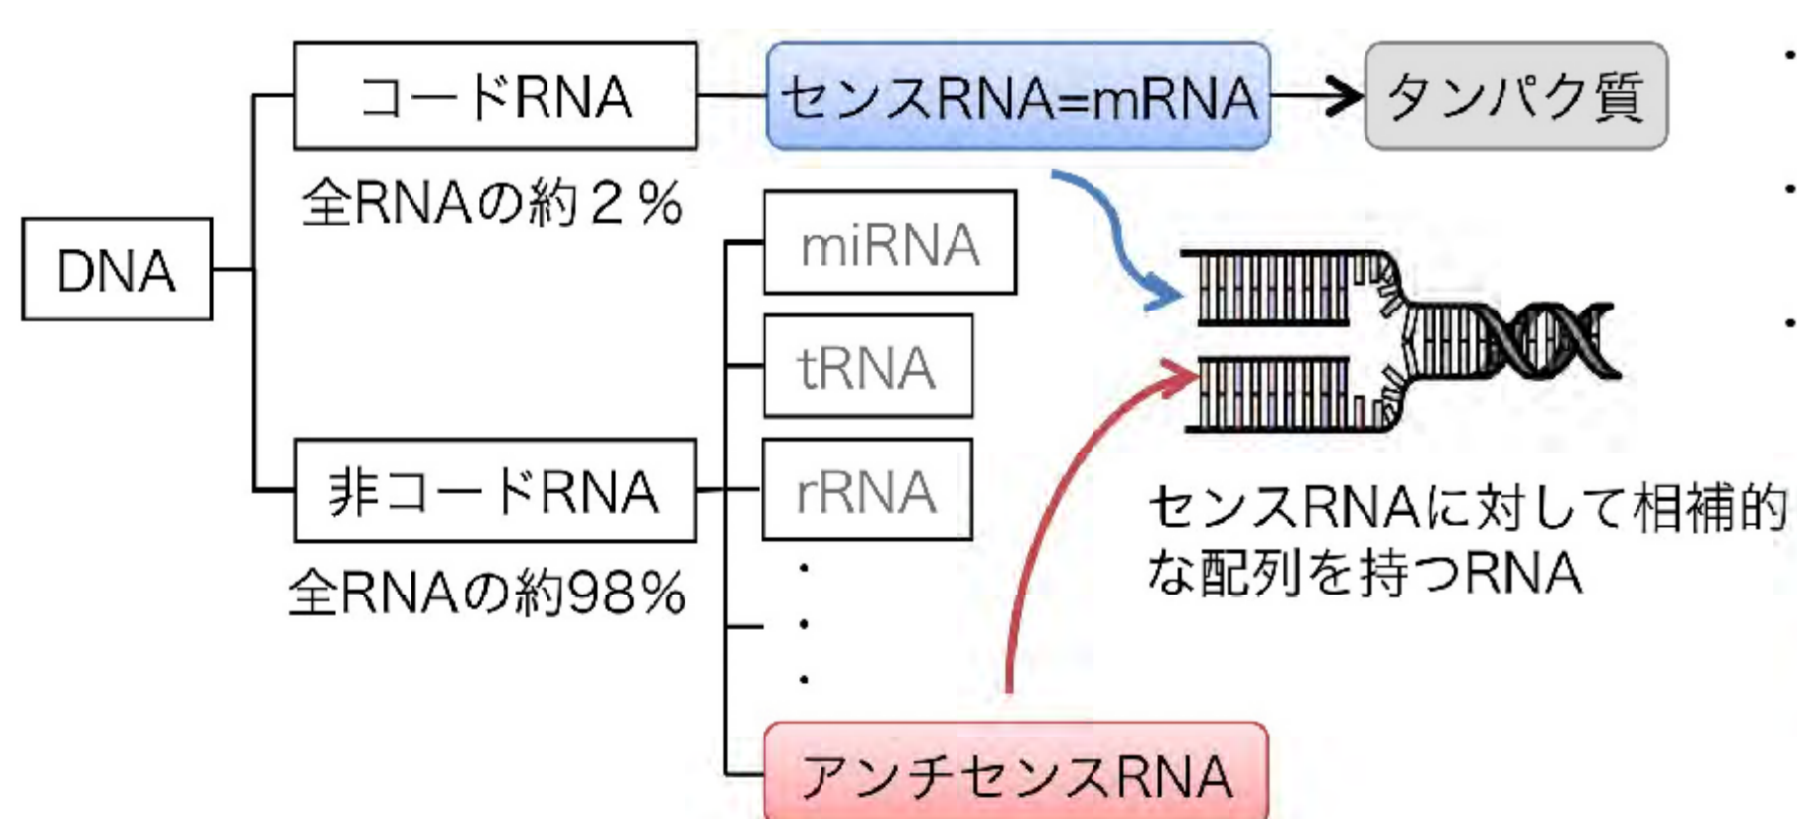 コードRNA
センスRNA=mRNA
タンパク質
全RNAの約２%
DNA
miRNA
tRNA
非コードRNA
rRNA
全RNAの約98%
センスRNAに対して相補的
な配列を持つRNA
・
・
・
アンチセンスRNA